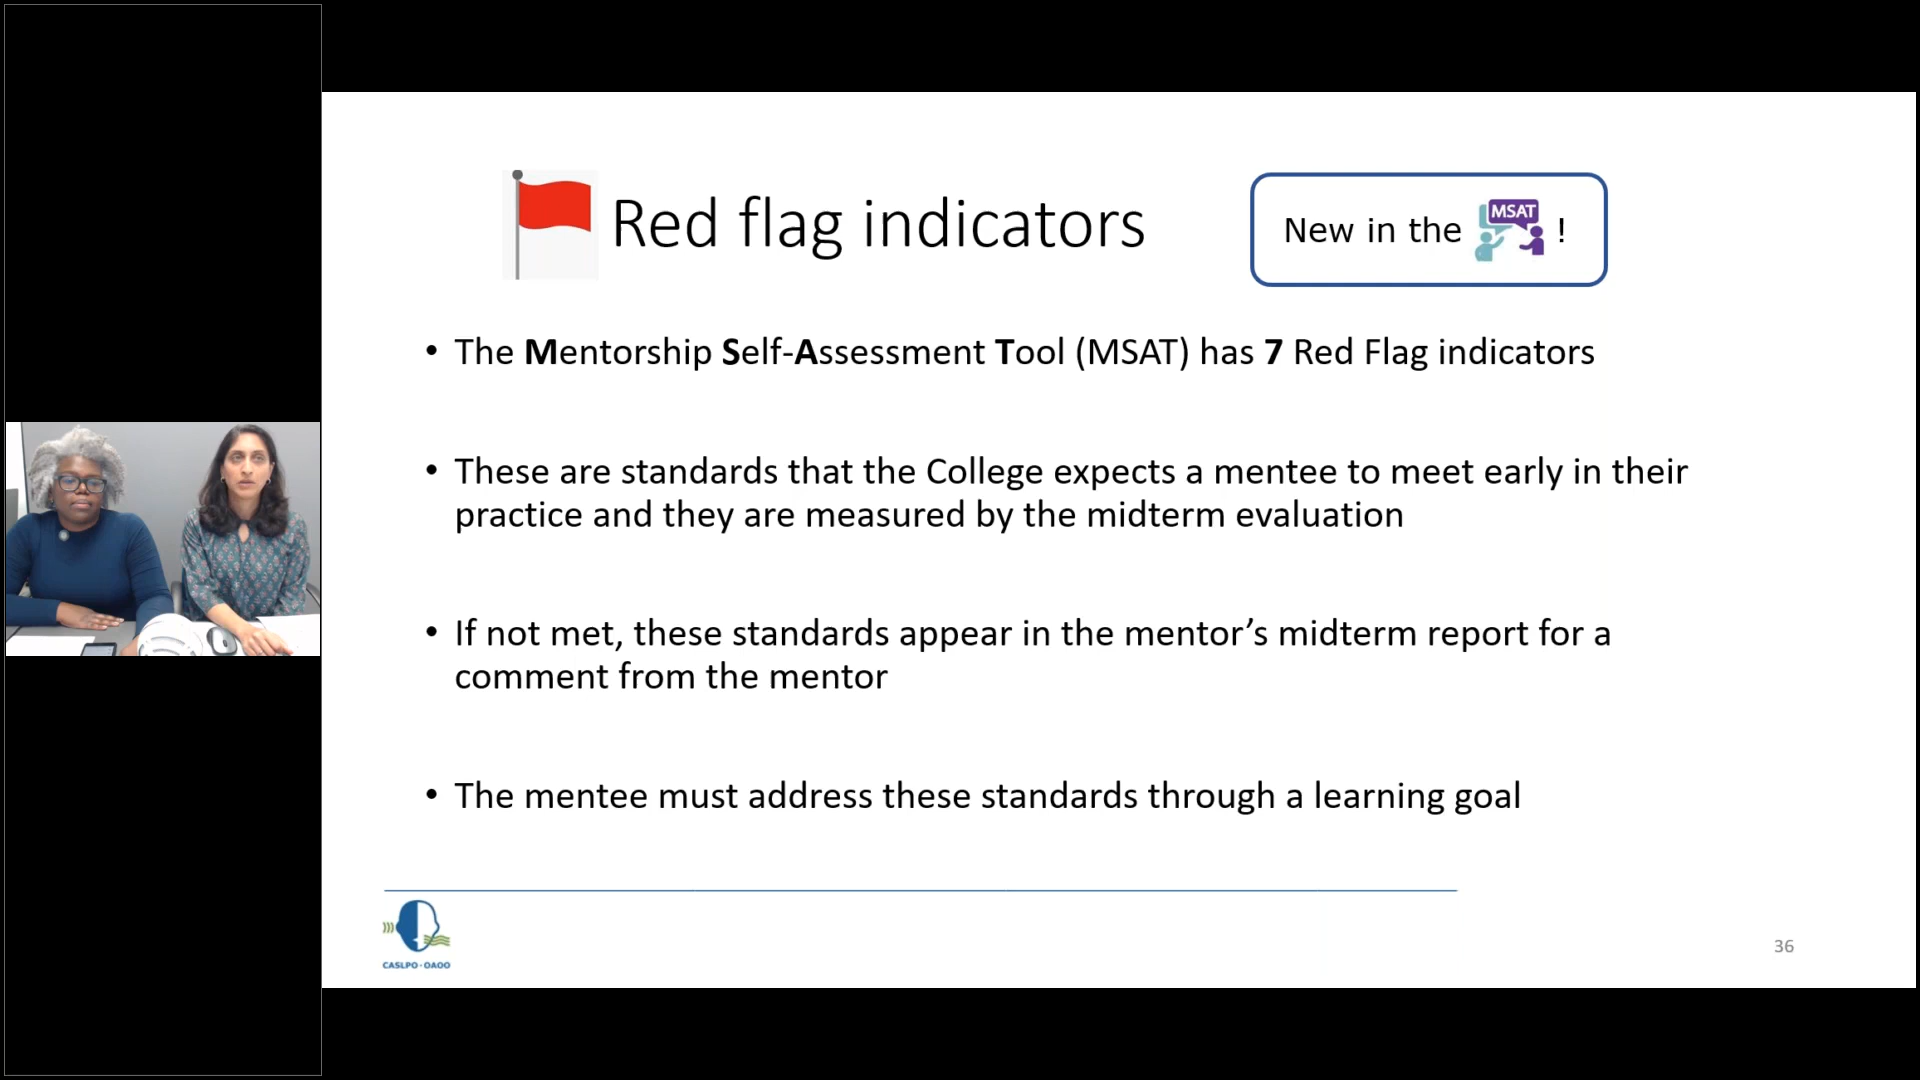 Red flag indicators
New in the MSAT !
• The Mentorship Self-Assessment Tool (MSAT) has 7 Red Flag indicators
• These are standards that the College expects a mentee to meet early in their
practice and they are measured by the midterm evaluation
• If not met, these standards appear in the mentor’s midterm report for a
comment from the mentor
• The mentee must address these standards through a learning goal
CASLPO·OAOO
36